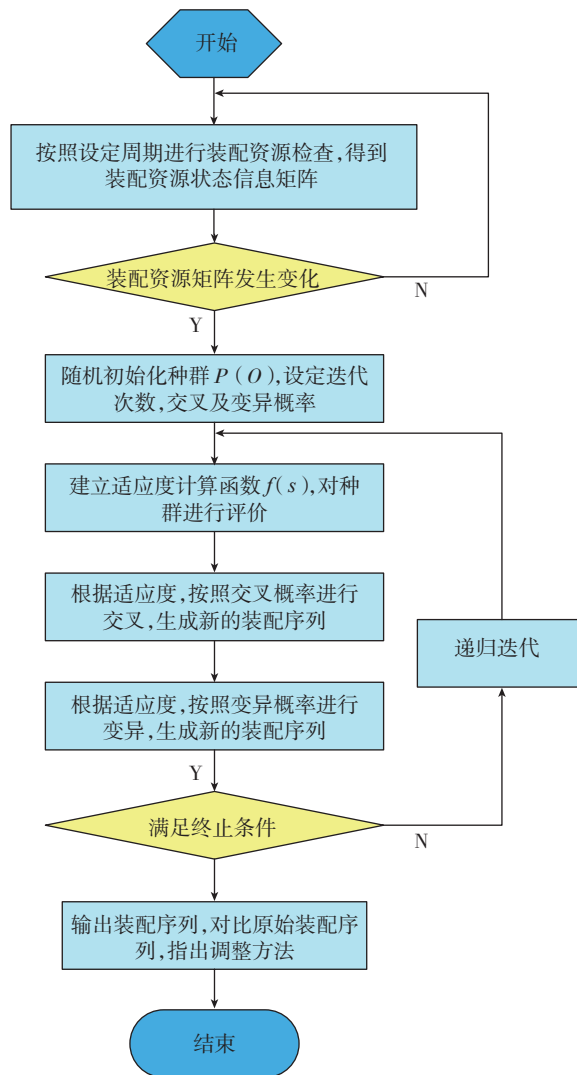 开始
按照设定周期进行装配资源检查,得到
装配资源状态信息矩阵
装配资源矩阵发生变化
N
Y
随机初始化种群 P ( O ),设定迭代
次数,交叉及变异概率
建立适应度计算函数 f( s ),对种
群进行评价
根据适应度,按照交叉概率进行
交叉,生成新的装配序列
递归迭代
根据适应度,按照变异概率进行
变异,生成新的装配序列
Y
满足终止条件
N
输出装配序列,对比原始装配序
列,指出调整方法
结束